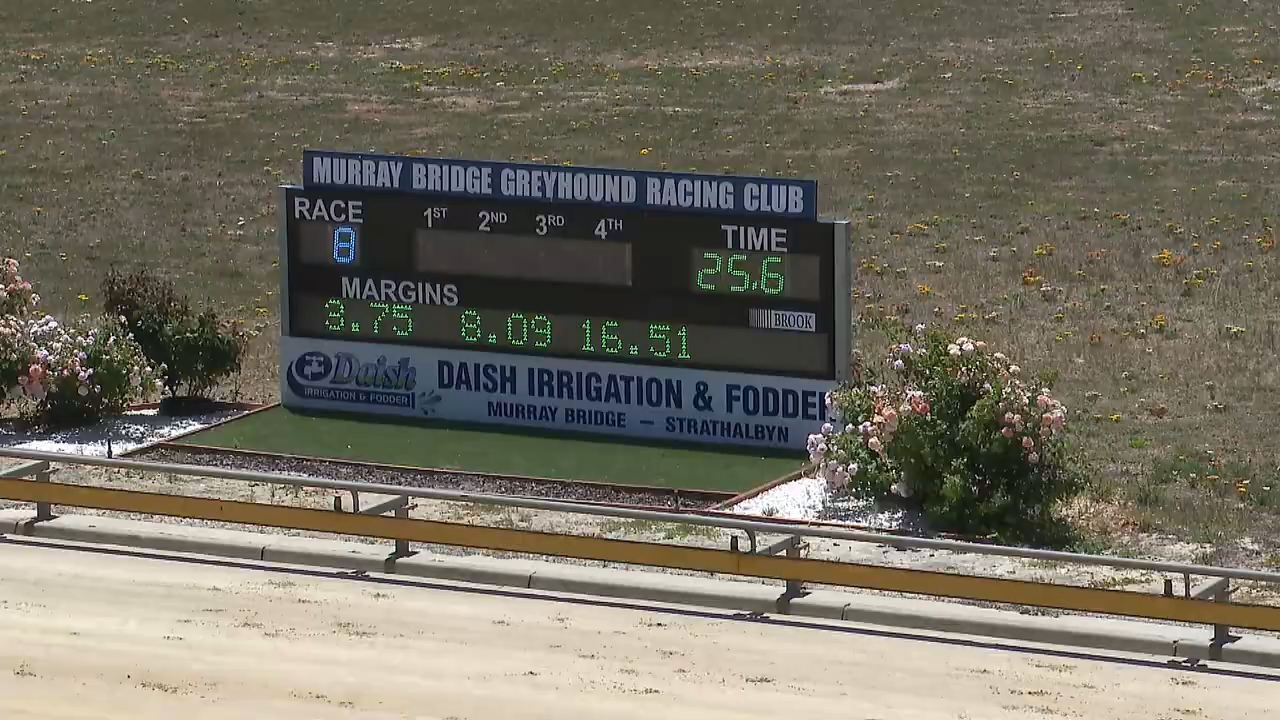 MURRAY BRIDGE GREYHOUND RACING CLUB
RACE 1ST 2ND 3RD 4TH TIME
8 25.6
MARGINS
3.75 8.09 16.51
BROOK
Daish
IRRIGATION & FODDER
DAISH IRRIGATION & FODDER
MURRAY BRIDGE — STRATHALBYN